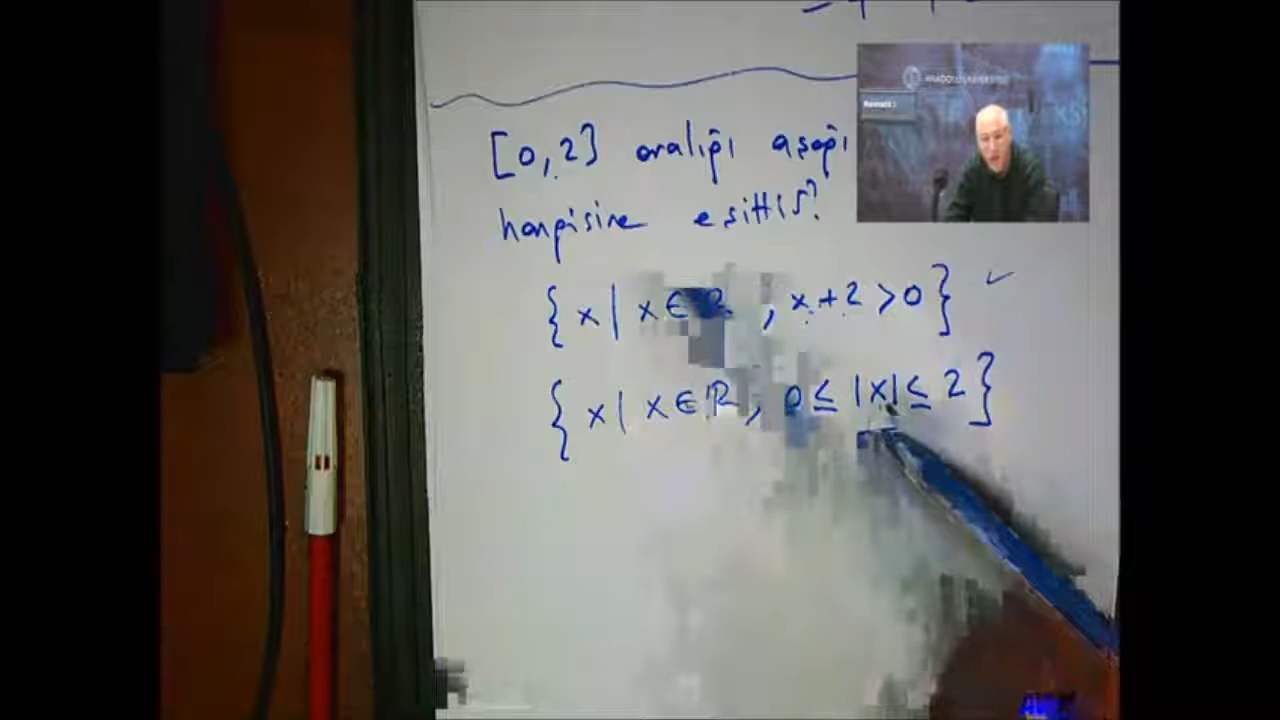 [0,2] aralığı aşağı
hangisine eşittir?
{x | x∈ℝ, x+2>0} ✓
{x | x∈ℝ, 0≤|x|≤2}